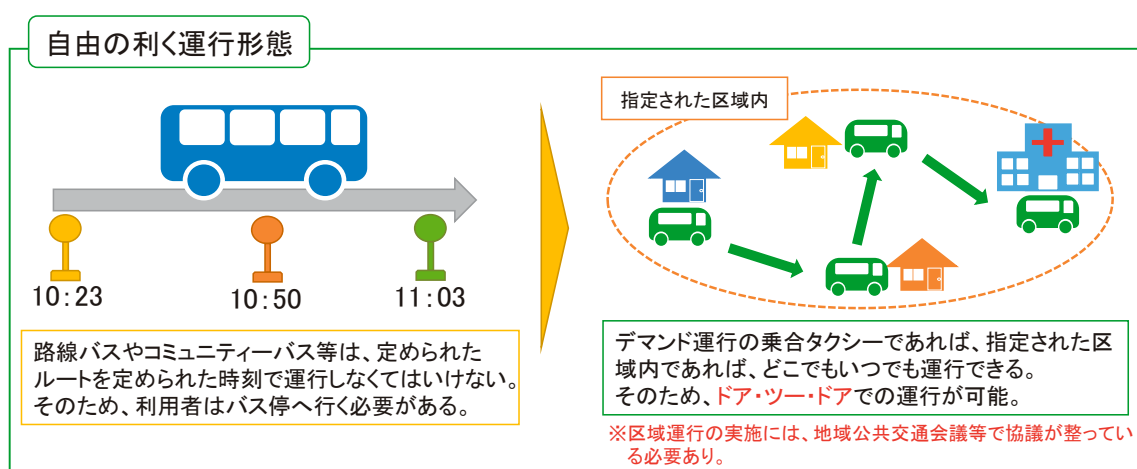 自由の利く運行形態
10:23
10:50
11:03
路線バスやコミュニティーバス等は、定められた
ルートを定められた時刻で運行しなくてはいけない。
そのため、利用者はバス停へ行く必要がある。
指定された区域内
デマンド運行の乗合タクシーであれば、指定された区
域内であれば、どこでもいつでも運行できる。
そのため、ドア・ツー・ドアでの運行が可能。
※区域運行の実施には、地域公共交通会議等で協議が整ってい
る必要あり。